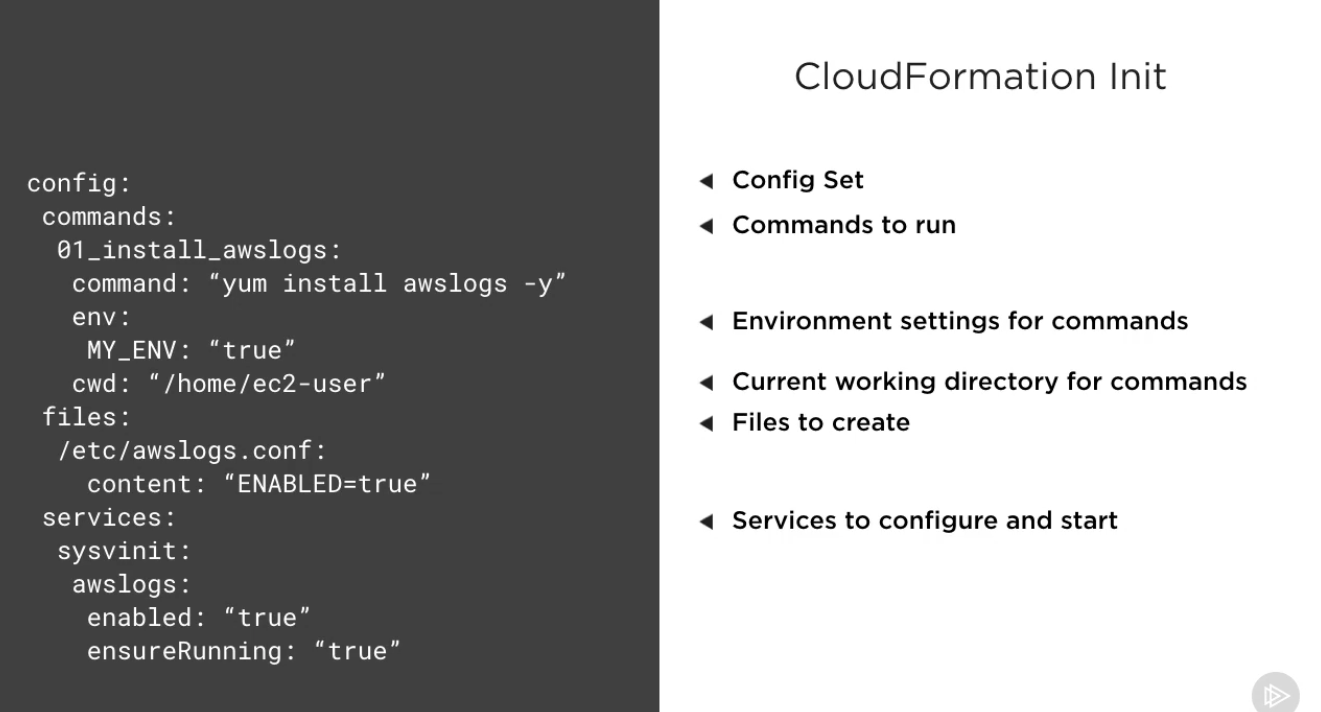 CloudFormation Init
config:
commands:
01_install_awslogs:
command: “yum install awslogs -y”
env:
MY_ENV: “true”
cwd: “/home/ec2-user”
files:
/etc/awslogs.conf:
content: “ENABLED=true”
services:
sysvinit:
awslogs:
enabled: “true”
ensureRunning: “true”
Config Set
Commands to run
Environment settings for commands
Current working directory for commands
Files to create
Services to configure and start